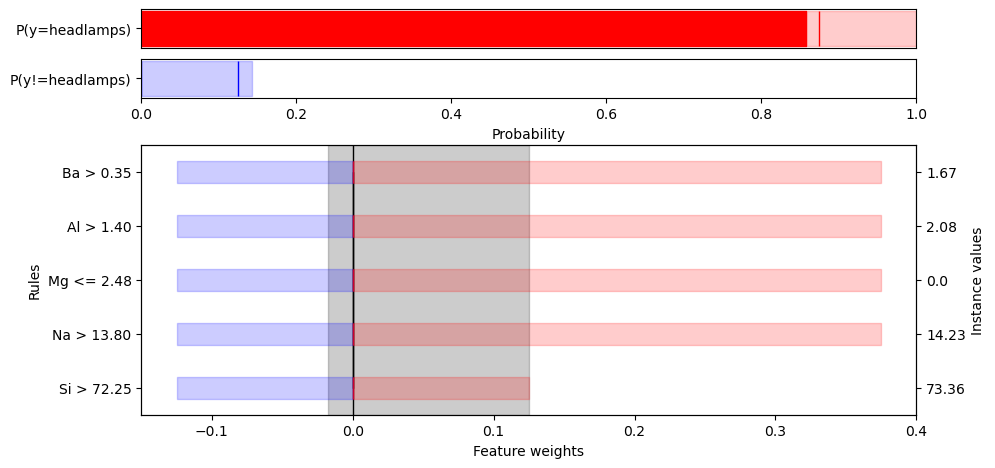 P(y=headlamps)
P(y!=headlamps)
0.0 0.2 0.4 0.6 0.8 1.0
Probability
Ba > 0.35 1.67
Al > 1.40 2.08
Mg <= 2.48 0.0
Na > 13.80 14.23
Si > 72.25 73.36
Rules
Instance values
−0.1 0.0 0.1 0.2 0.3 0.4
Feature weights